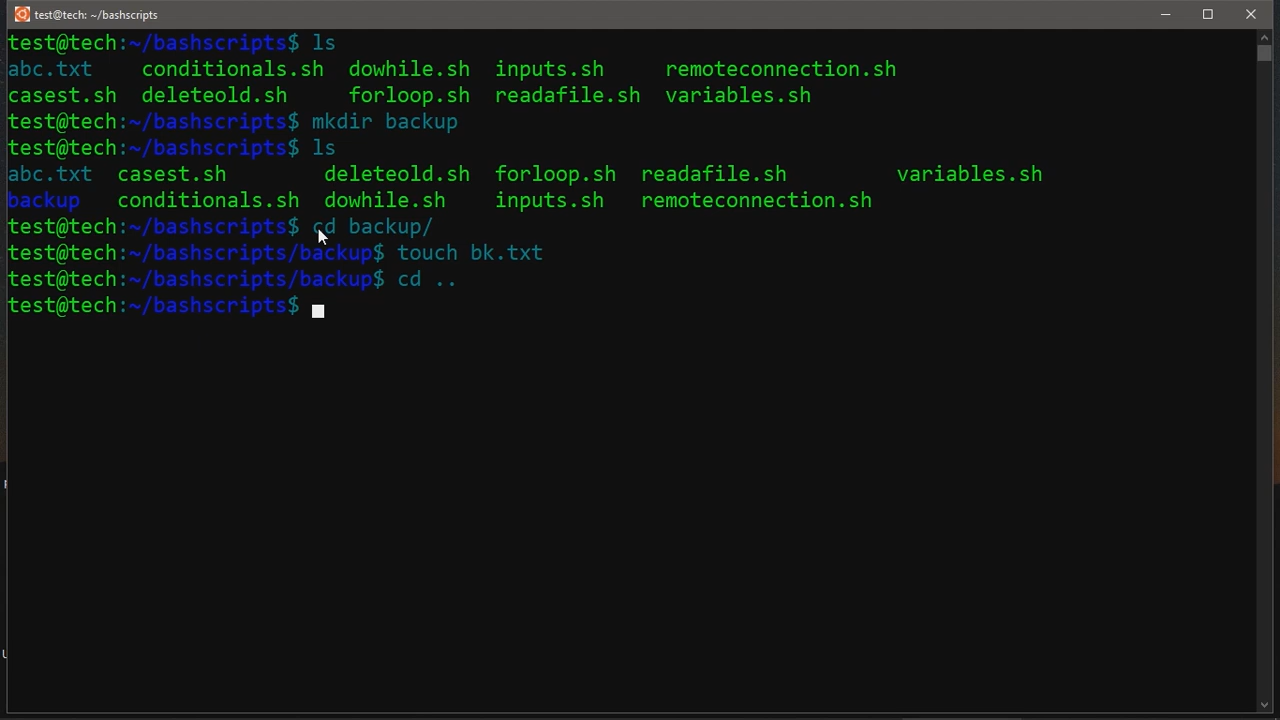 test@tech: ~/bashscripts
test@tech:~/bashscripts$ ls
abc.txt    conditionals.sh  dowhile.sh  inputs.sh     remoteconnection.sh
casest.sh  deleteold.sh     forloop.sh  readafile.sh  variables.sh
test@tech:~/bashscripts$ mkdir backup
test@tech:~/bashscripts$ ls
abc.txt  casest.sh        deleteold.sh  forloop.sh  readafile.sh         variables.sh
backup   conditionals.sh  dowhile.sh    inputs.sh   remoteconnection.sh
test@tech:~/bashscripts$ cd backup/
test@tech:~/bashscripts/backup$ touch bk.txt
test@tech:~/bashscripts/backup$ cd ..
test@tech:~/bashscripts$